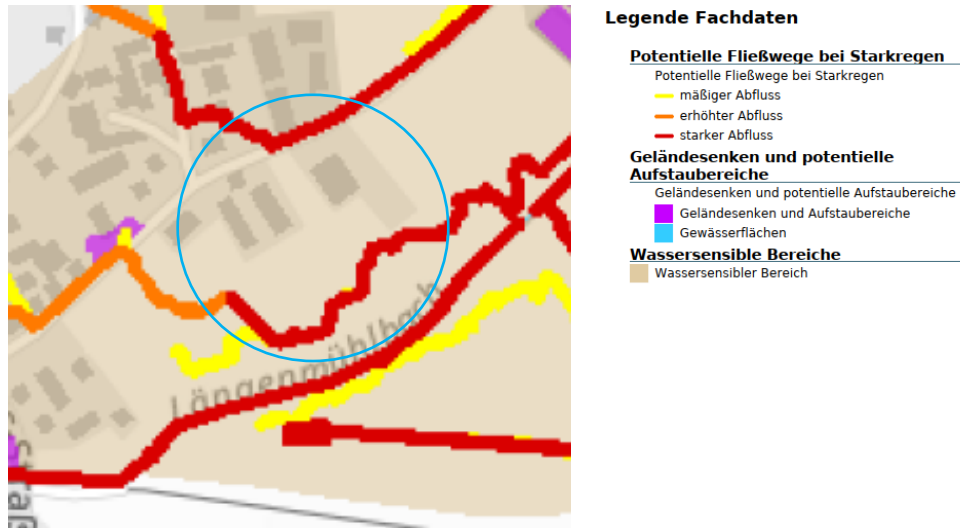 Legende Fachdaten
Potentielle Fließwege bei Starkregen
Potentielle Fließwege bei Starkregen
mäßiger Abfluss
erhöhter Abfluss
starker Abfluss
Geländesenken und potentielle
Aufstaubereiche
Geländesenken und potentielle Aufstaubereiche
Geländesenken und Aufstaubereiche
Gewässerflächen
Wassersensible Bereiche
Wassersensibler Bereich
Längenmühlbach